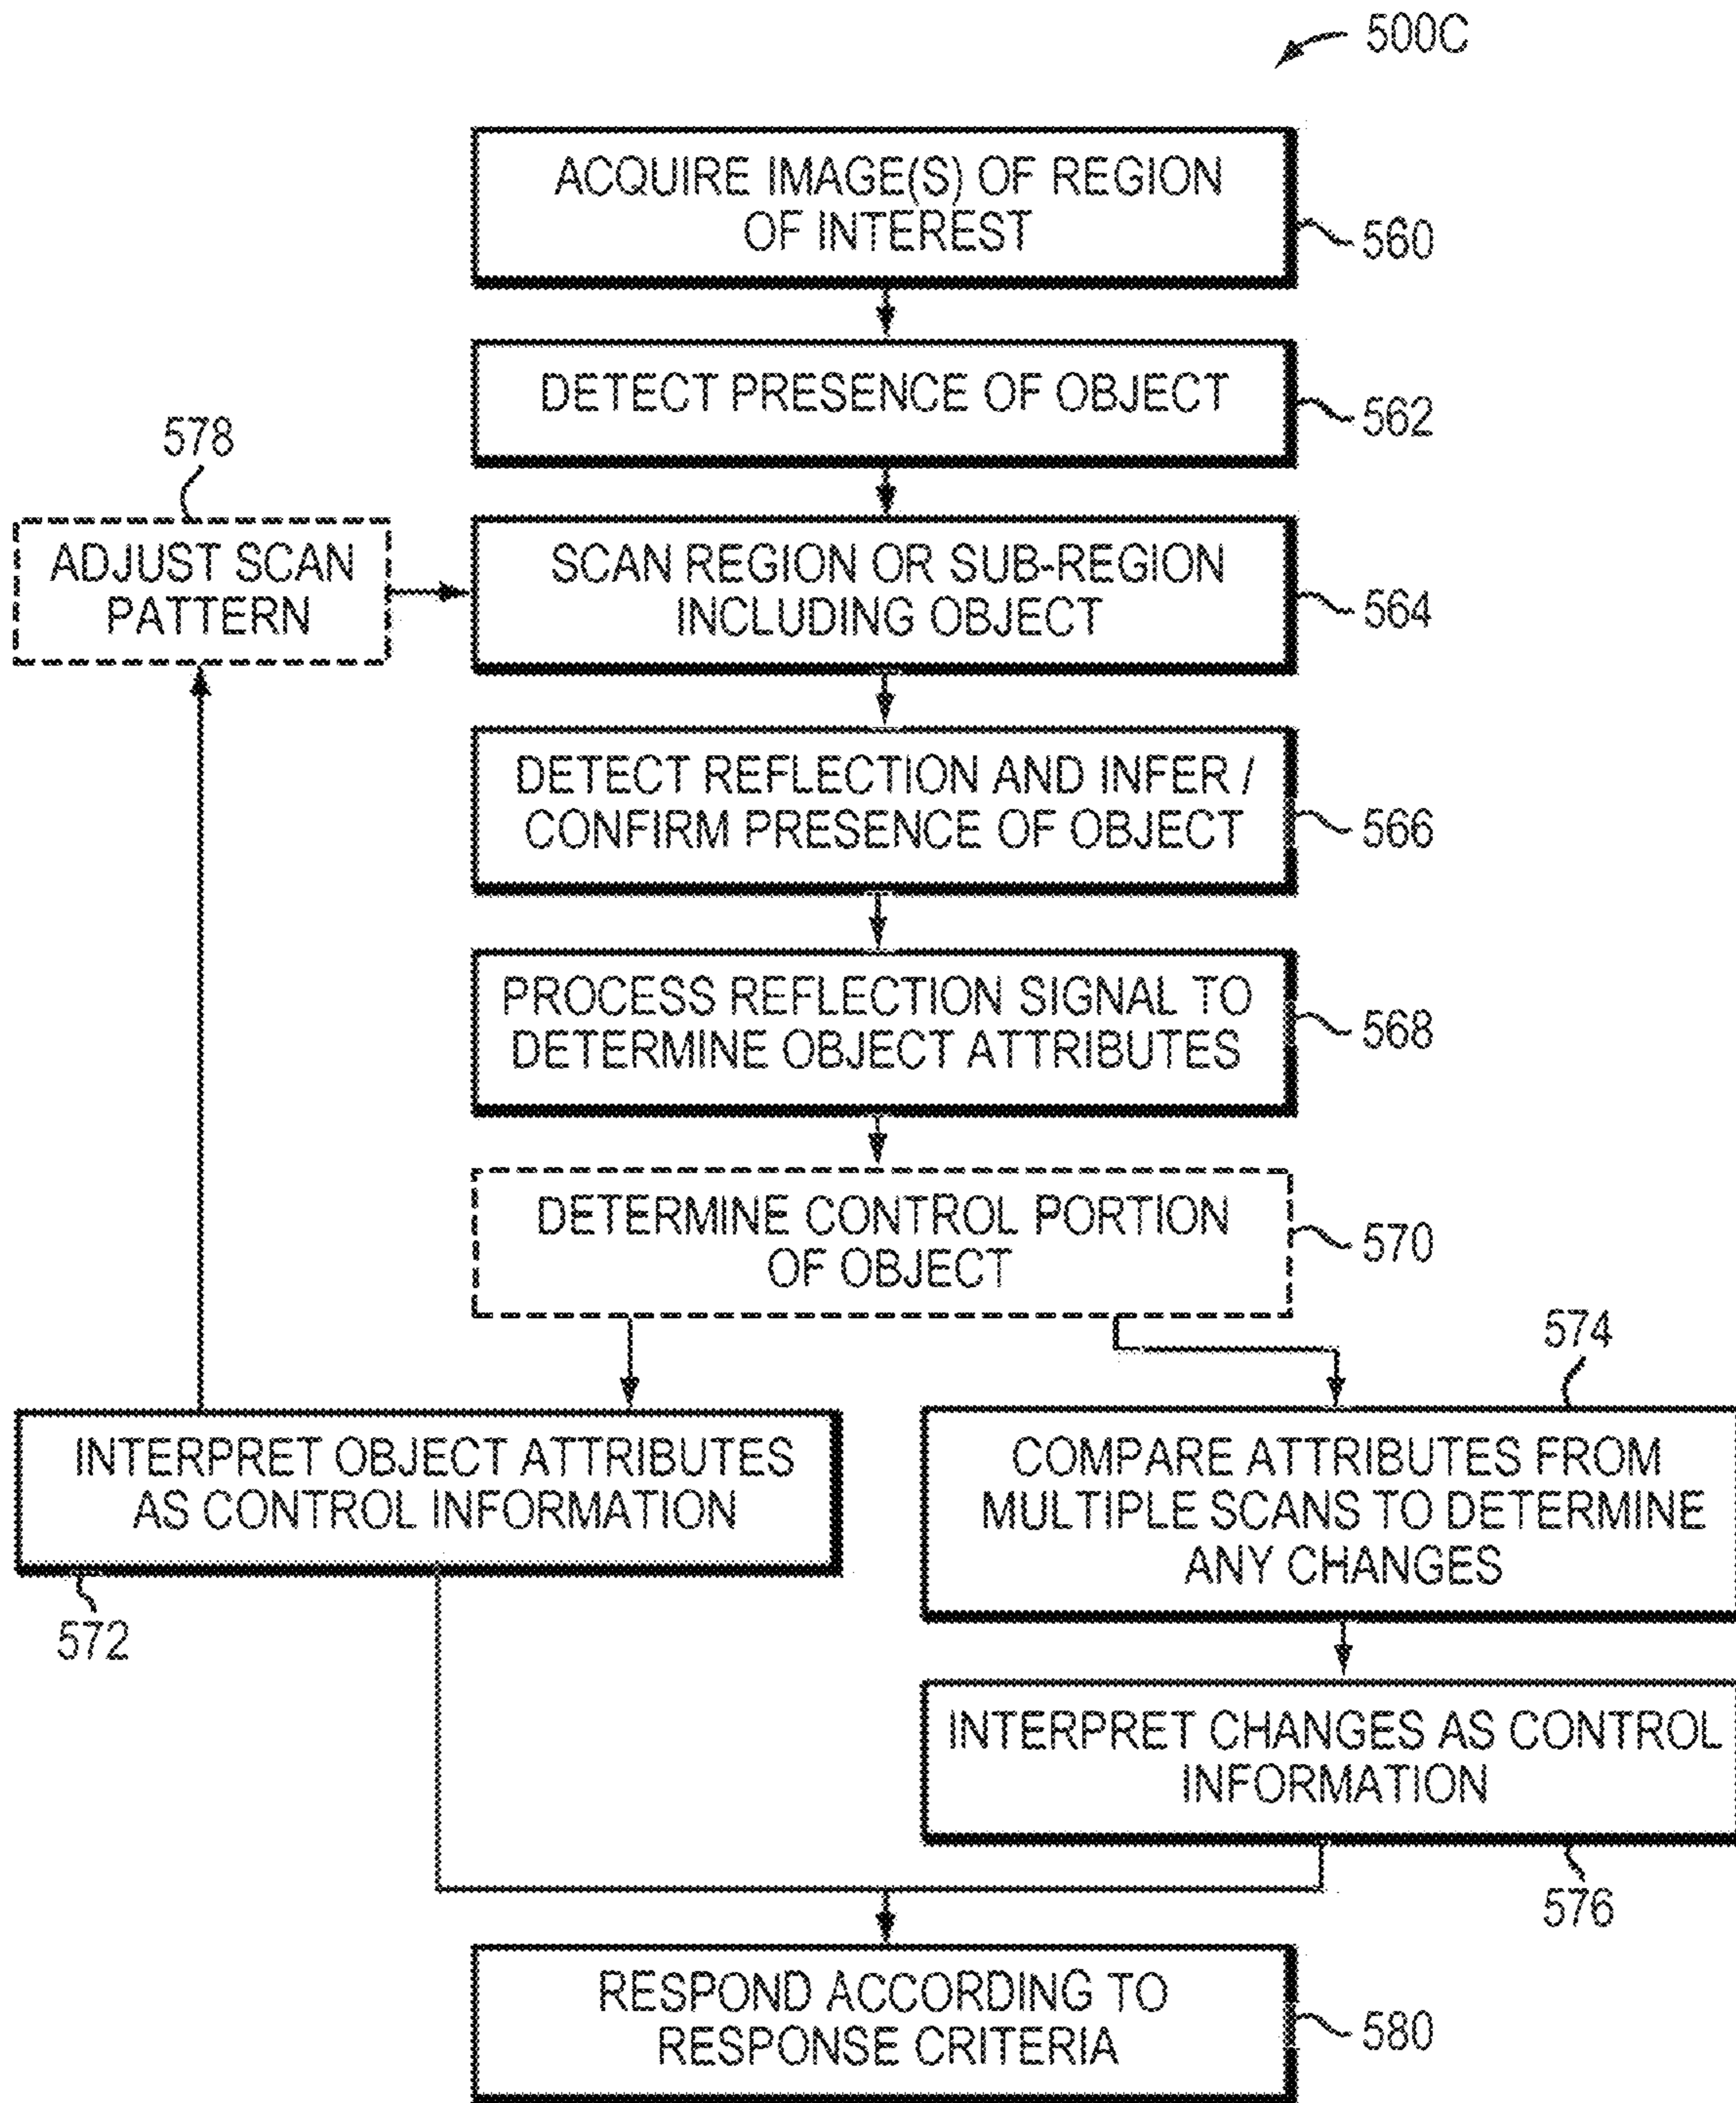 500C
ACQUIRE IMAGE(S) OF REGION
OF INTEREST
560
DETECT PRESENCE OF OBJECT
562
578
ADJUST SCAN
PATTERN
SCAN REGION OR SUB-REGION
INCLUDING OBJECT
564
DETECT REFLECTION AND INFER /
CONFIRM PRESENCE OF OBJECT
566
PROCESS REFLECTION SIGNAL TO
DETERMINE OBJECT ATTRIBUTES
568
DETERMINE CONTROL PORTION
OF OBJECT
570
INTERPRET OBJECT ATTRIBUTES
AS CONTROL INFORMATION
572
574
COMPARE ATTRIBUTES FROM
MULTIPLE SCANS TO DETERMINE
ANY CHANGES
INTERPRET CHANGES AS CONTROL
INFORMATION
576
RESPOND ACCORDING TO
RESPONSE CRITERIA
580